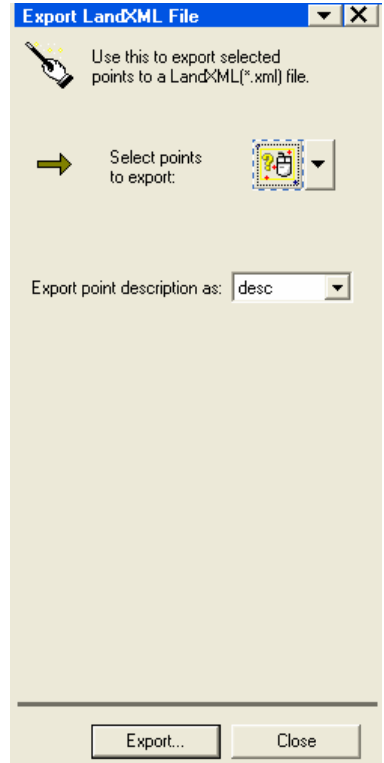 Export LandXML File
Use this to export selected
points to a LandXML(*.xml) file.
Select points
to export:
Export point description as: desc
Export... Close